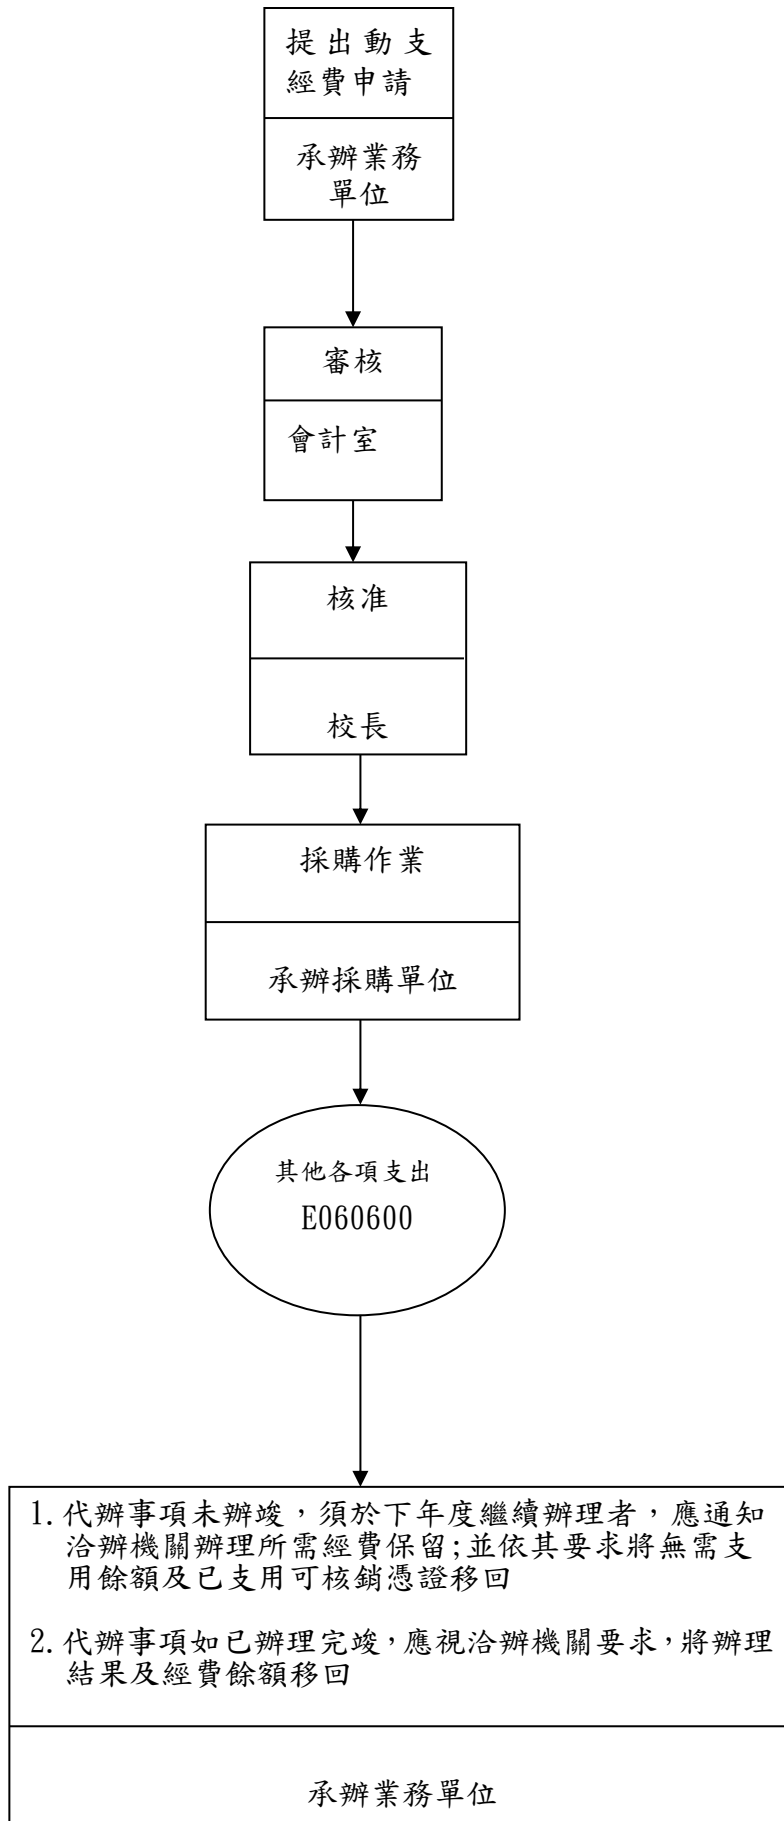 提出動支
經費申請
承辦業務
單位
審核
會計室
核准
校長
採購作業
承辦採購單位
其他各項支出
E060600
1. 代辦事項未辦竣，須於下年度繼續辦理者，應通知
洽辦機關辦理所需經費保留;並依其要求將無需支
用餘額及已支用可核銷憑證移回
2. 代辦事項如已辦理完竣，應視洽辦機關要求，將辦理
結果及經費餘額移回
承辦業務單位